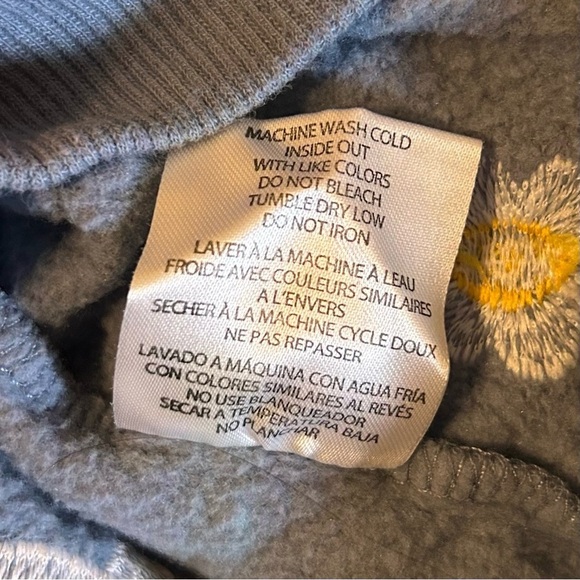 MACHINE WASH COLD
INSIDE OUT
WITH LIKE COLORS
DO NOT BLEACH
TUMBLE DRY LOW
DO NOT IRON
LAVER À LA MACHINE À LEAU
FROIDE AVEC COULEURS SIMILAIRES
A L'ENVERS
SECHER À LA MACHINE CYCLE DOUX
NE PAS REPASSER
LAVADO A MÁQUINA CON AGUA FRÍA
CON COLORES SIMILARES AL REVÉS
NO USE BLANQUEADOR
SECAR A TEMPERATURA BAJA
NO PLANCHAR